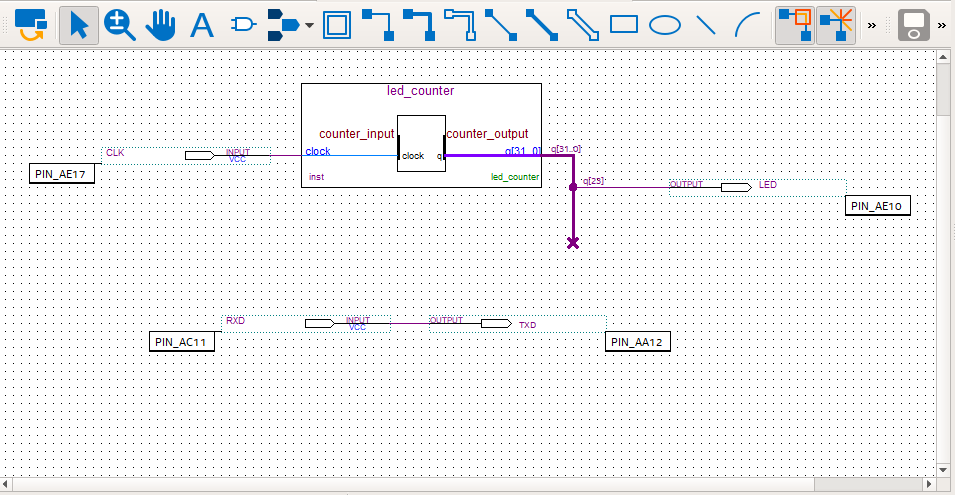 A
»
»
led_counter
counter_input
counter_output
CLK
INPUT
VCC
clock
clock
q
q[31..0]
q[31..0]
PIN_AE17
inst
led_counter
q[23]
OUTPUT
LED
PIN_AE10
RXD
INPUT
VCC
OUTPUT
TXD
PIN_AC11
PIN_AA12